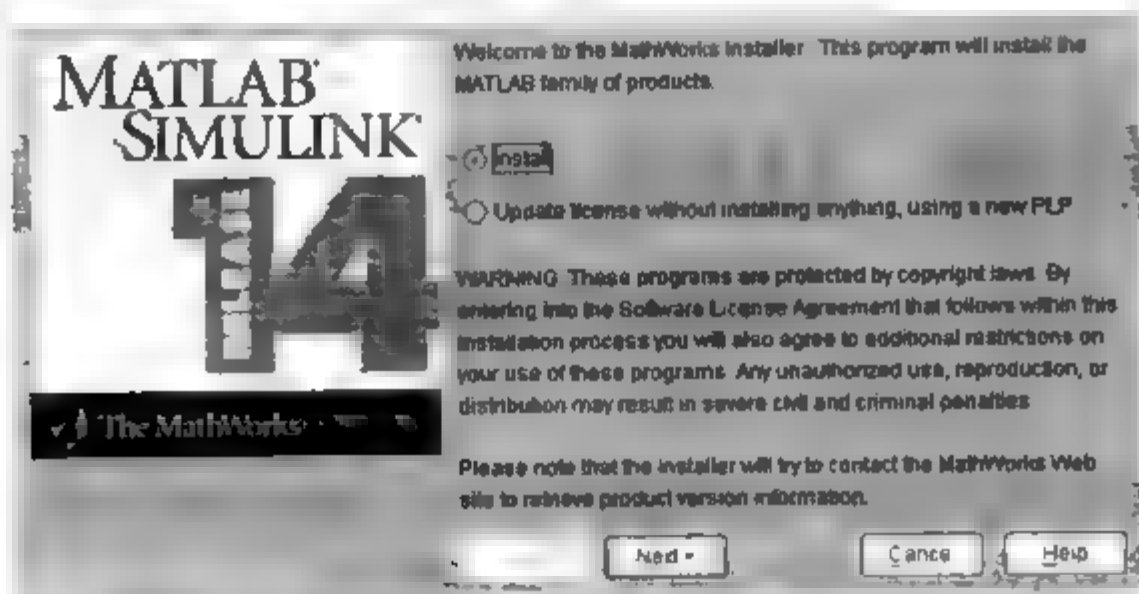 MATLAB
SIMULINK
14
The MathWorks
Welcome to the MathWorks Installer. This program will install the
MATLAB family of products.
Install
Update license without installing anything, using a new PLP
WARNING: These programs are protected by copyright laws. By
entering into the Software License Agreement that follows within this
installation process you will also agree to additional restrictions on
your use of these programs. Any unauthorized use, reproduction, or
distribution may result in severe civil and criminal penalties
Please note that the installer will try to contact the MathWorks Web
site to retrieve product version information.
Next >
Cancel
Help